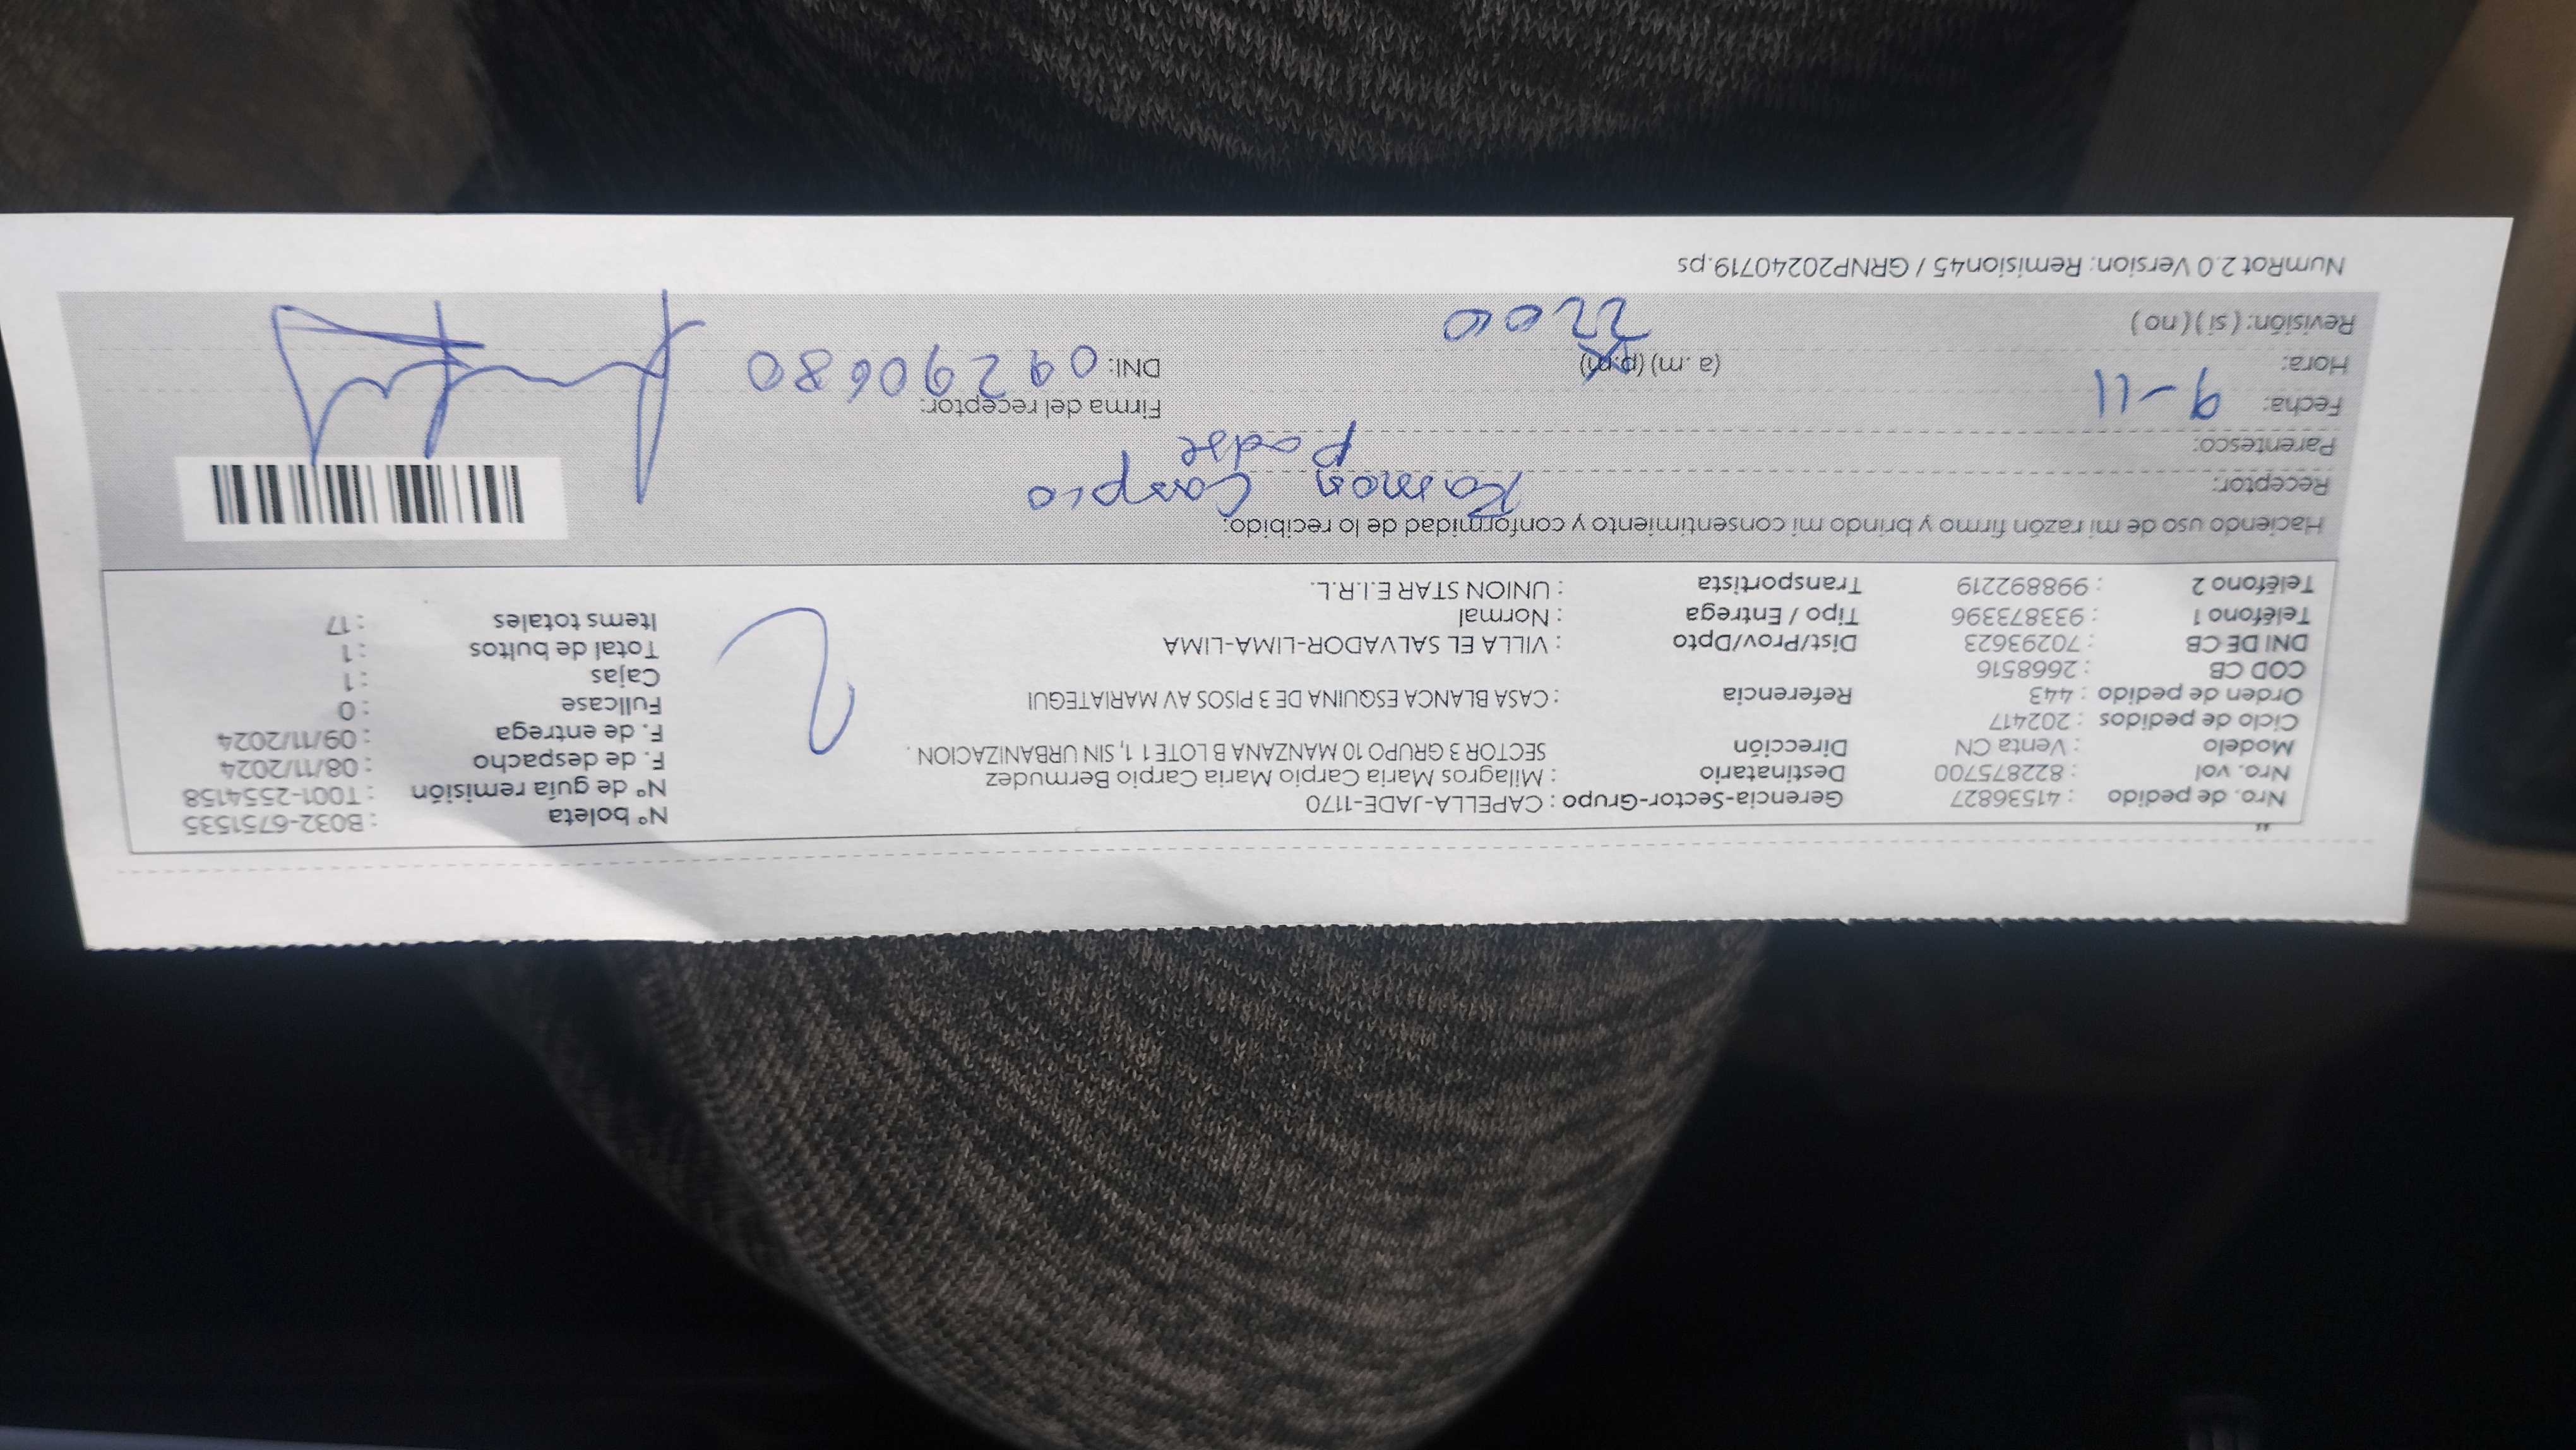 Nro. de pedido : 41536827 Gerencia-Sector-Grupo : CAPELLA-JADE-1170 N° boleta : B032-6751535
Nro. vol : 822875700 Destinatario : Milagros Maria Carpio Maria Carpio Bermudez N° de guía remisión : T001-2554158
Modelo : Venta CN Dirección SECTOR 3 GRUPO 10 MANZANA B LOTE 1 1, SIN URBANIZACION . F. de despacho : 08/11/2024
Ciclo de pedidos : 202417 F. de entrega : 09/11/2024
Orden de pedido : 443 Referencia : CASA BLANCA ESQUINA DE 3 PISOS AV MARIATEGUI Fullcase : 0
COD CB : 2668516 Cajas : 1
DNI DE CB : 70293623 Dist/Prov/Dpto : VILLA EL SALVADOR-LIMA-LIMA Total de bultos : 1
Teléfono 1 : 933873396 Tipo / Entrega : Normal Items totales : 17
Teléfono 2 : 998892219 Transportista : UNION STAR E.I.R.L.
Haciendo uso de mi razón firmo y brindo mi consentimiento y conformidad de lo recibido:
Receptor: Ramon Carpio
Parentesco: Padre
Fecha: 9-11 Firma del receptor:
Hora: (a.m) (p.m) DNI: 09290680
Revisión: ( si ) ( no )
NumRot 2.0 Version: Remision45 / GRNP20240719.ps